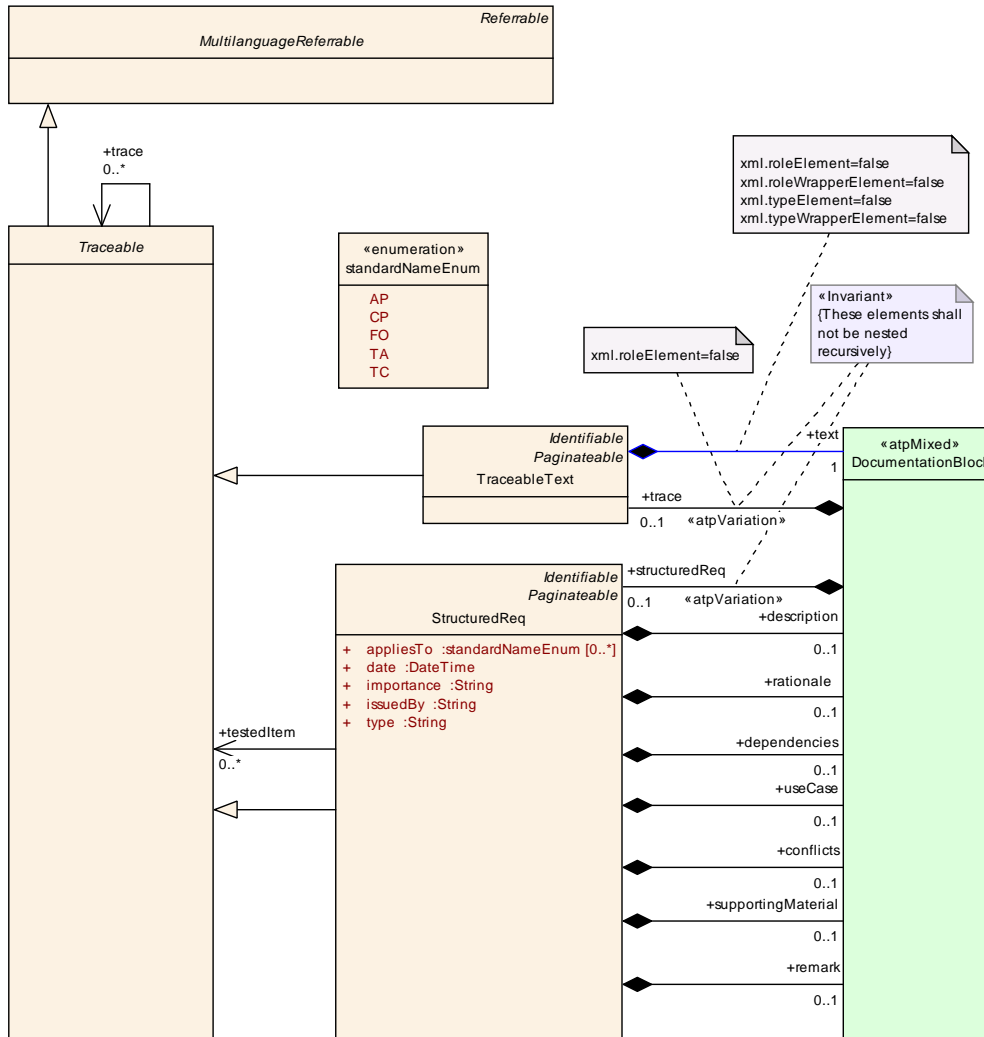 Referrable
MultilanguageReferrable
+trace
0..*
Traceable
«enumeration»
standardNameEnum
AP
CP
FO
TA
TC
xml.roleElement=false
xml.roleWrapperElement=false
xml.typeElement=false
xml.typeWrapperElement=false
«Invariant»
{These elements shall
not be nested
recursively}
xml.roleElement=false
Identifiable
Paginateable
TraceableText
+text
1
«atpMixed»
DocumentationBlock
+trace
0..1
«atpVariation»
Identifiable
Paginateable
StructuredReq
+ appliesTo :standardNameEnum [0..*]
+ date :DateTime
+ importance :String
+ issuedBy :String
+ type :String
+structuredReq
0..1
«atpVariation»
+description
0..1
+rationale
0..1
+testedItem
0..*
+dependencies
0..1
+useCase
0..1
+conflicts
0..1
+supportingMaterial
0..1
+remark
0..1